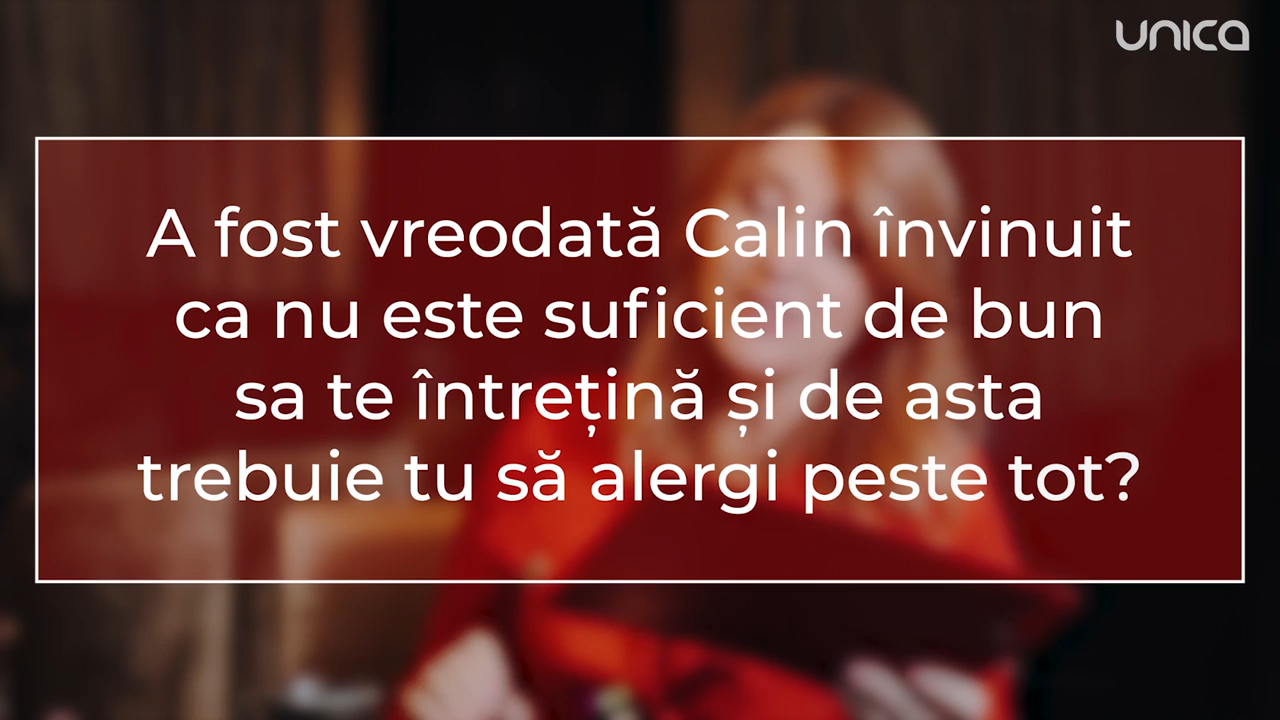 unica
A fost vreodată Calin învinuit
ca nu este suficient de bun
sa te întrețină și de asta
trebuie tu să alergi peste tot?